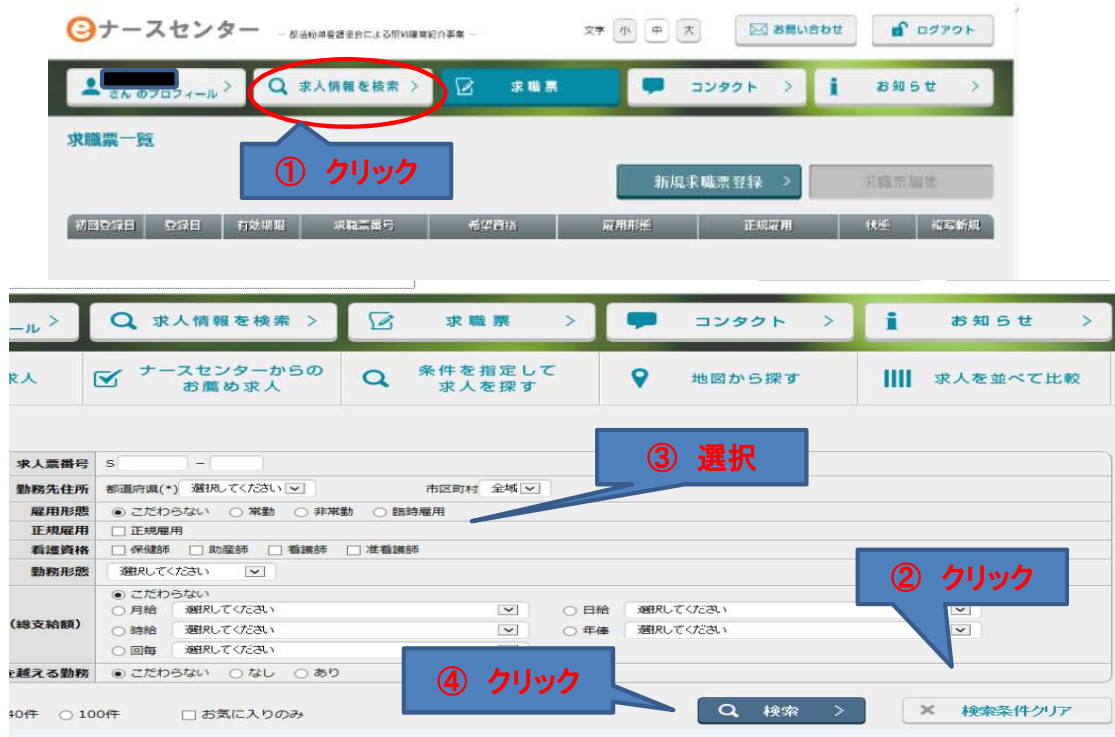 eナースセンター － 都道府県看護協会による無料職業紹介事業 －
文字 小 中 大 お問い合わせ ログアウト
さん のプロフィール > 求人情報を検索 > 求職票 コンタクト > お知らせ >
求職票一覧
① クリック
新規求職票登録 > 求職票編集
初回登録日 登録日 有効期限 求職票番号 希望資格 雇用形態 正規雇用 状態 複写新規
ール > 求人情報を検索 > 求職票 > コンタクト > お知らせ >
求人 ナースセンターからの 条件を指定して 地図から探す 求人を並べて比較
お薦め求人 求人を探す
③ 選択
求人票番号 S －
勤務先住所 都道府県(*) 選択してください 市区町村 全域
雇用形態 こだわらない 常勤 非常勤 臨時雇用
正規雇用 正規雇用
看護資格 保健師 助産師 看護師 准看護師
勤務形態 選択してください
② クリック
こだわらない
月給 選択してください 日給 選択してください
(総支給額) 時給 選択してください 年俸 選択してください
回毎 選択してください
を越える勤務 こだわらない なし あり
④ クリック
40件 100件 お気に入りのみ 検索 > × 検索条件クリア